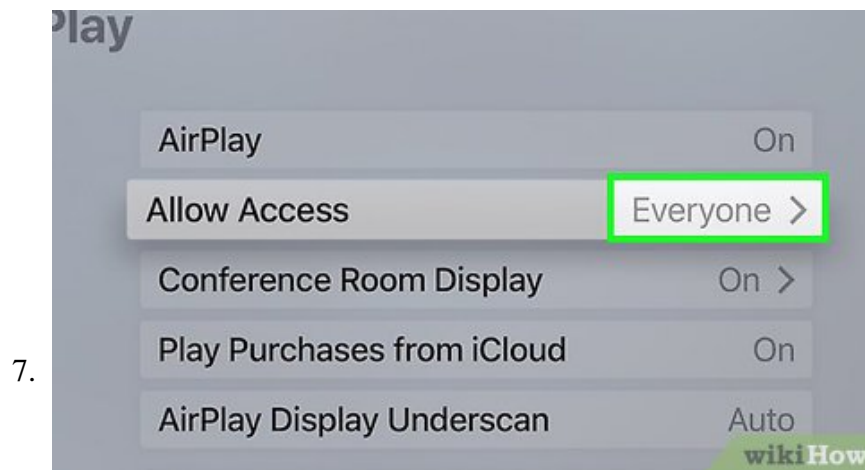 Play
AirPlay On
Allow Access Everyone >
Conference Room Display On >
Play Purchases from iCloud On
7.
AirPlay Display Underscan Auto
wikiHow